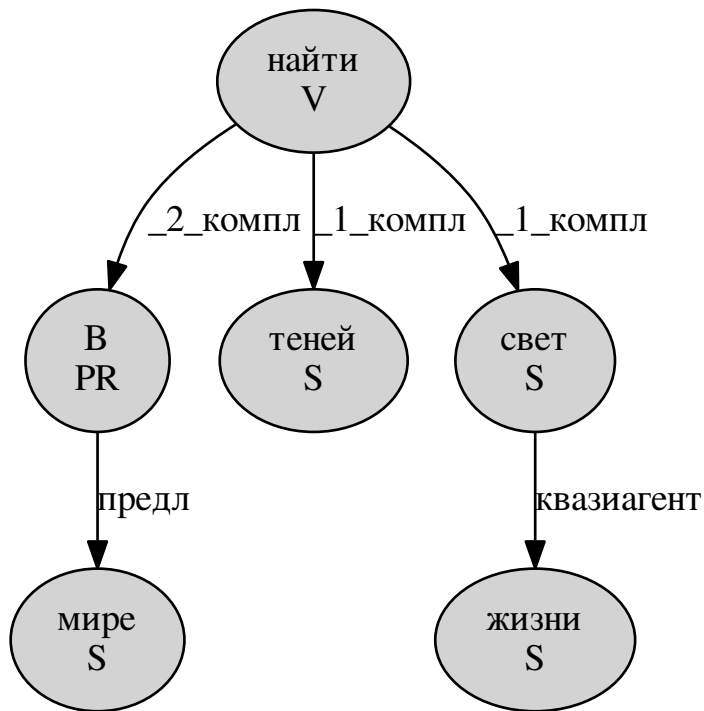 найти
V
_2_компл
_1_компл
_1_компл
В
PR
теней
S
свет
S
предл
квазиагент
мире
S
жизни
S